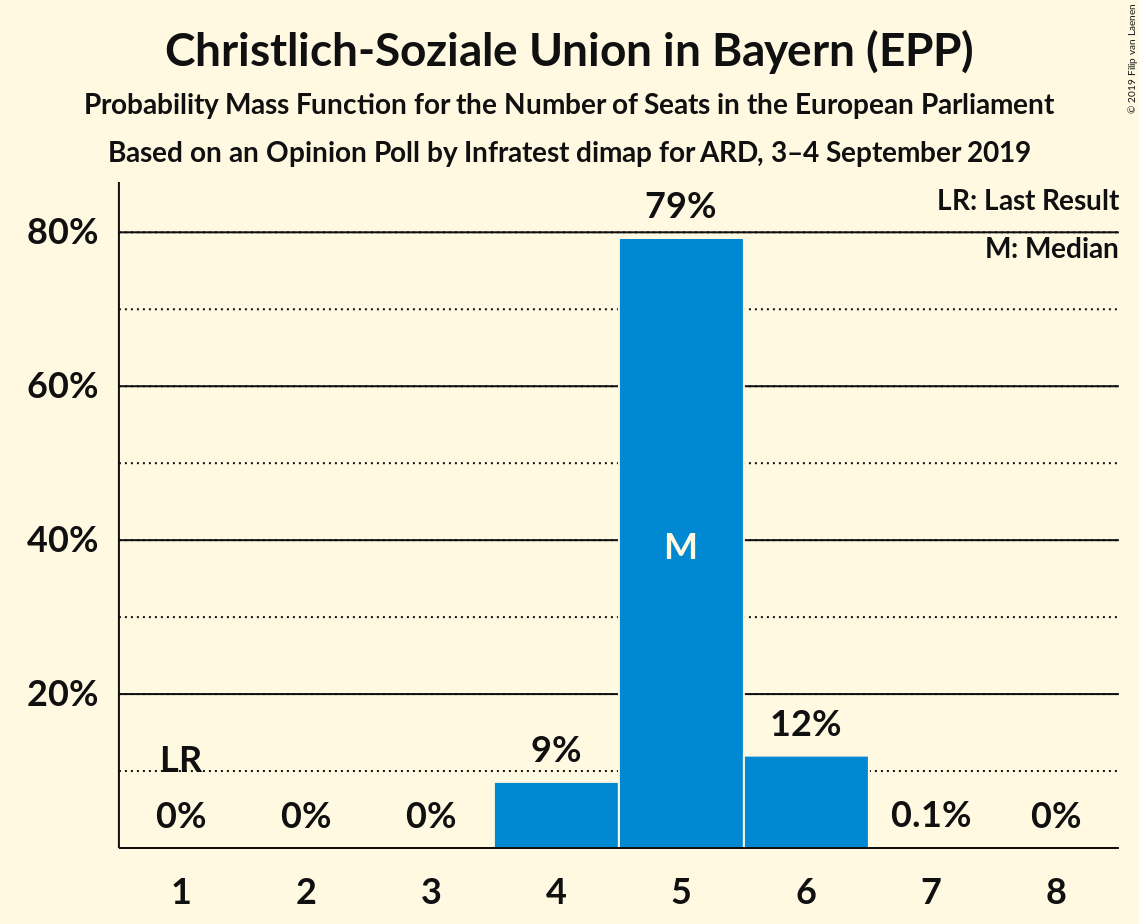 Christlich-Soziale Union in Bayern (EPP)
Probability Mass Function for the Number of Seats in the European Parliament
Based on an Opinion Poll by Infratest dimap for ARD, 3–4 September 2019
© 2019 Filip van Laenen
LR: Last Result
M: Median
80%
60%
40%
20%
LR
0%
0%
0%
9%
79%
M
12%
0.1%
0%
1 2 3 4 5 6 7 8